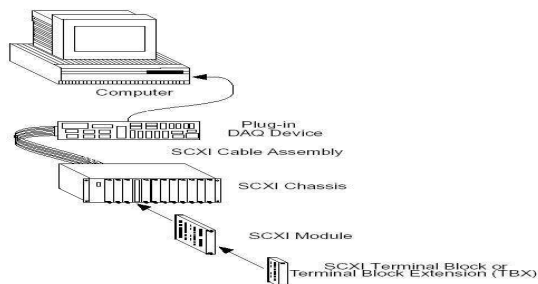 Computer
Plug-in
DAQ Device
SCXI Cable Assembly
SCXI Chassis
SCXI Module
SCXI Terminal Block or
Terminal Block Extension (TBX)